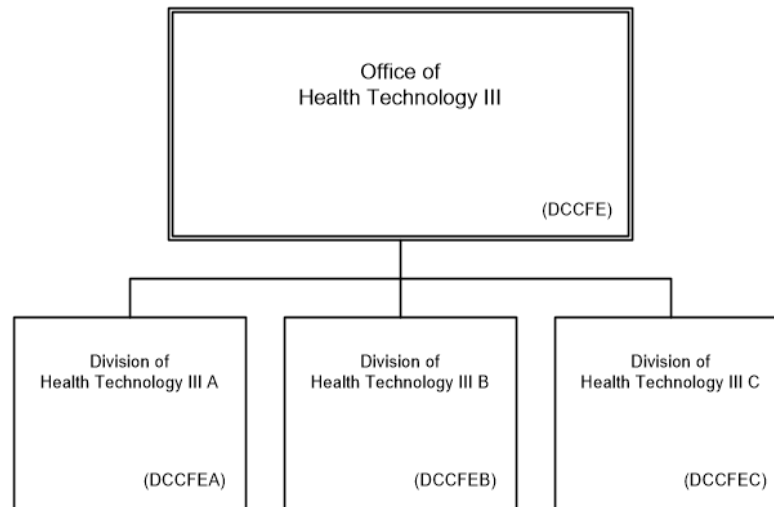 Office of
Health Technology III
(DCCFE)
Division of
Health Technology III A
(DCCFEA)
Division of
Health Technology III B
(DCCFEB)
Division of
Health Technology III C
(DCCFEC)